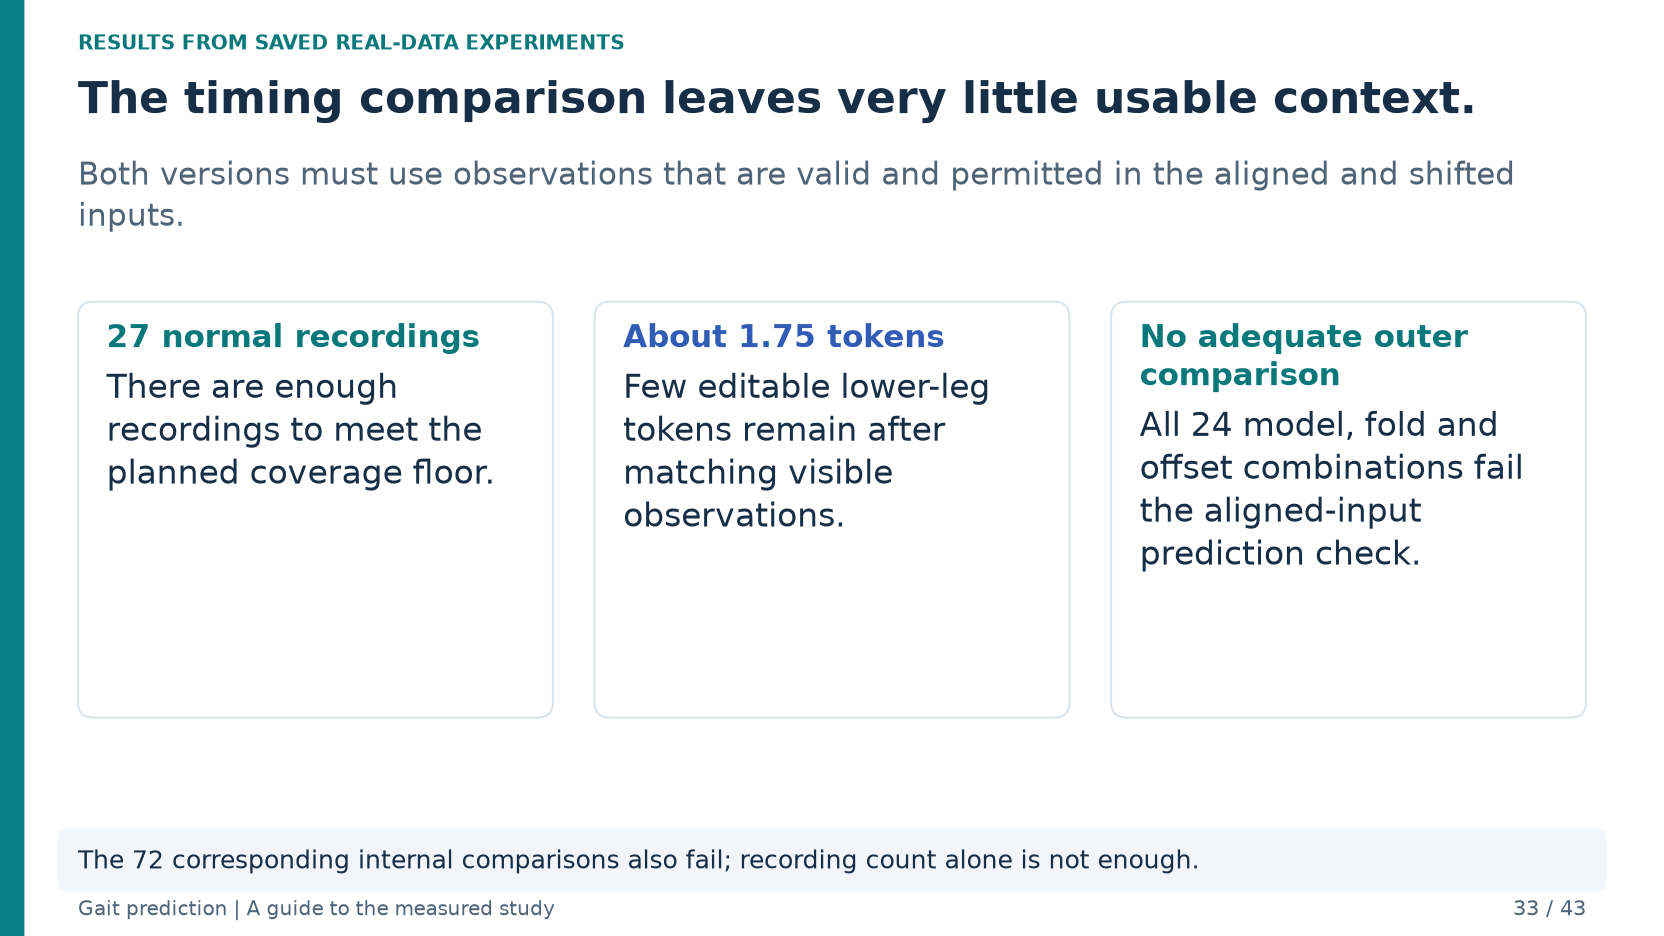 RESULTS FROM SAVED REAL-DATA EXPERIMENTS
The timing comparison leaves very little usable context.
Both versions must use observations that are valid and permitted in the aligned and shifted
inputs.
27 normal recordings
There are enough
recordings to meet the
planned coverage floor.
About 1.75 tokens
Few editable lower-leg
tokens remain after
matching visible
observations.
No adequate outer
comparison
All 24 model, fold and
offset combinations fail
the aligned-input
prediction check.
The 72 corresponding internal comparisons also fail; recording count alone is not enough.
Gait prediction | A guide to the measured study
33 / 43